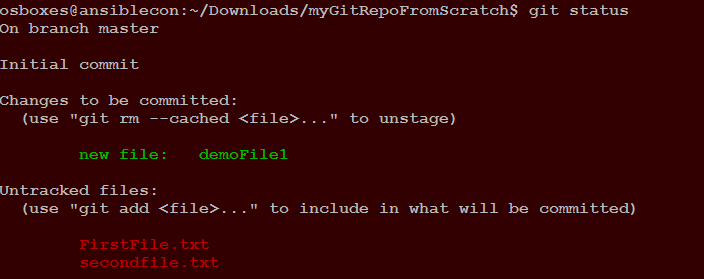 osboxes@ansiblecon:~/Downloads/myGitRepoFromScratch$ git status
On branch master
Initial commit
Changes to be committed:
(use "git rm --cached <file>..." to unstage)
new file: demoFile1
Untracked files:
(use "git add <file>..." to include in what will be committed)
FirstFile.txt
secondfile.txt